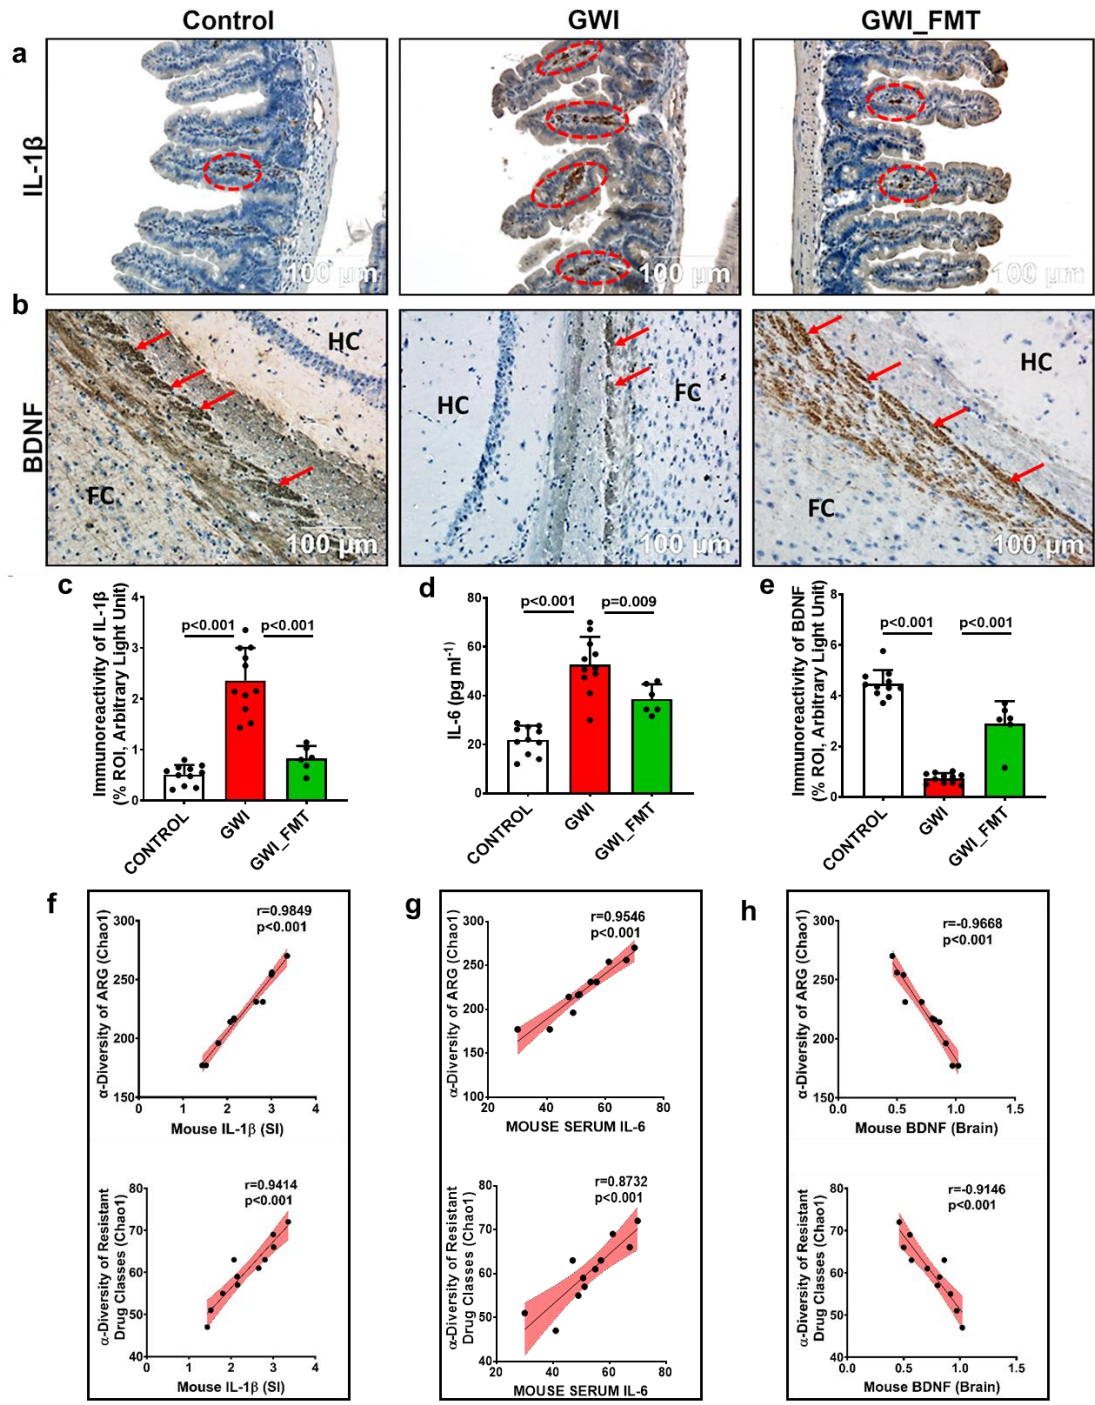 Control
GWI
GWI_FMT
a
IL-1β
100 µm
100 µm
100 µm
b
BDNF
HC
FC
100 µm
HC
FC
100 µm
HC
FC
100 µm
c
Immunoreactivity of IL-1β
(% ROI, Arbitrary Light Unit)
4
3
2
1
0
p<0.001
p<0.001
CONTROL
GWI
GWI_FMT
d
IL-6 (pg ml⁻¹)
80
60
40
20
0
p<0.001
p=0.009
CONTROL
GWI
GWI_FMT
e
Immunoreactivity of BDNF
(% ROI, Arbitrary Light Unit)
8
6
4
2
0
p<0.001
p<0.001
CONTROL
GWI
GWI_FMT
f
α-Diversity of ARG (Chao1)
300
250
200
150
r=0.9849
p<0.001
0 1 2 3 4
Mouse IL-1β (SI)
α-Diversity of Resistant
Drug Classes (Chao1)
80
70
60
50
40
r=0.9414
p<0.001
0 1 2 3 4
Mouse IL-1β (SI)
g
α-Diversity of ARG (Chao1)
300
250
200
150
100
r=0.9546
p<0.001
20 40 60 80
MOUSE SERUM IL-6
α-Diversity of Resistant
Drug Classes (Chao1)
80
70
60
50
40
r=0.8732
p<0.001
20 40 60 80
MOUSE SERUM IL-6
h
α-Diversity of ARG (Chao1)
300
250
200
150
r=-0.9668
p<0.001
0.0 0.5 1.0 1.5
Mouse BDNF (Brain)
α-Diversity of Resistant
Drug Classes (Chao1)
80
70
60
50
40
r=-0.9146
p<0.001
0.0 0.5 1.0 1.5
Mouse BDNF (Brain)